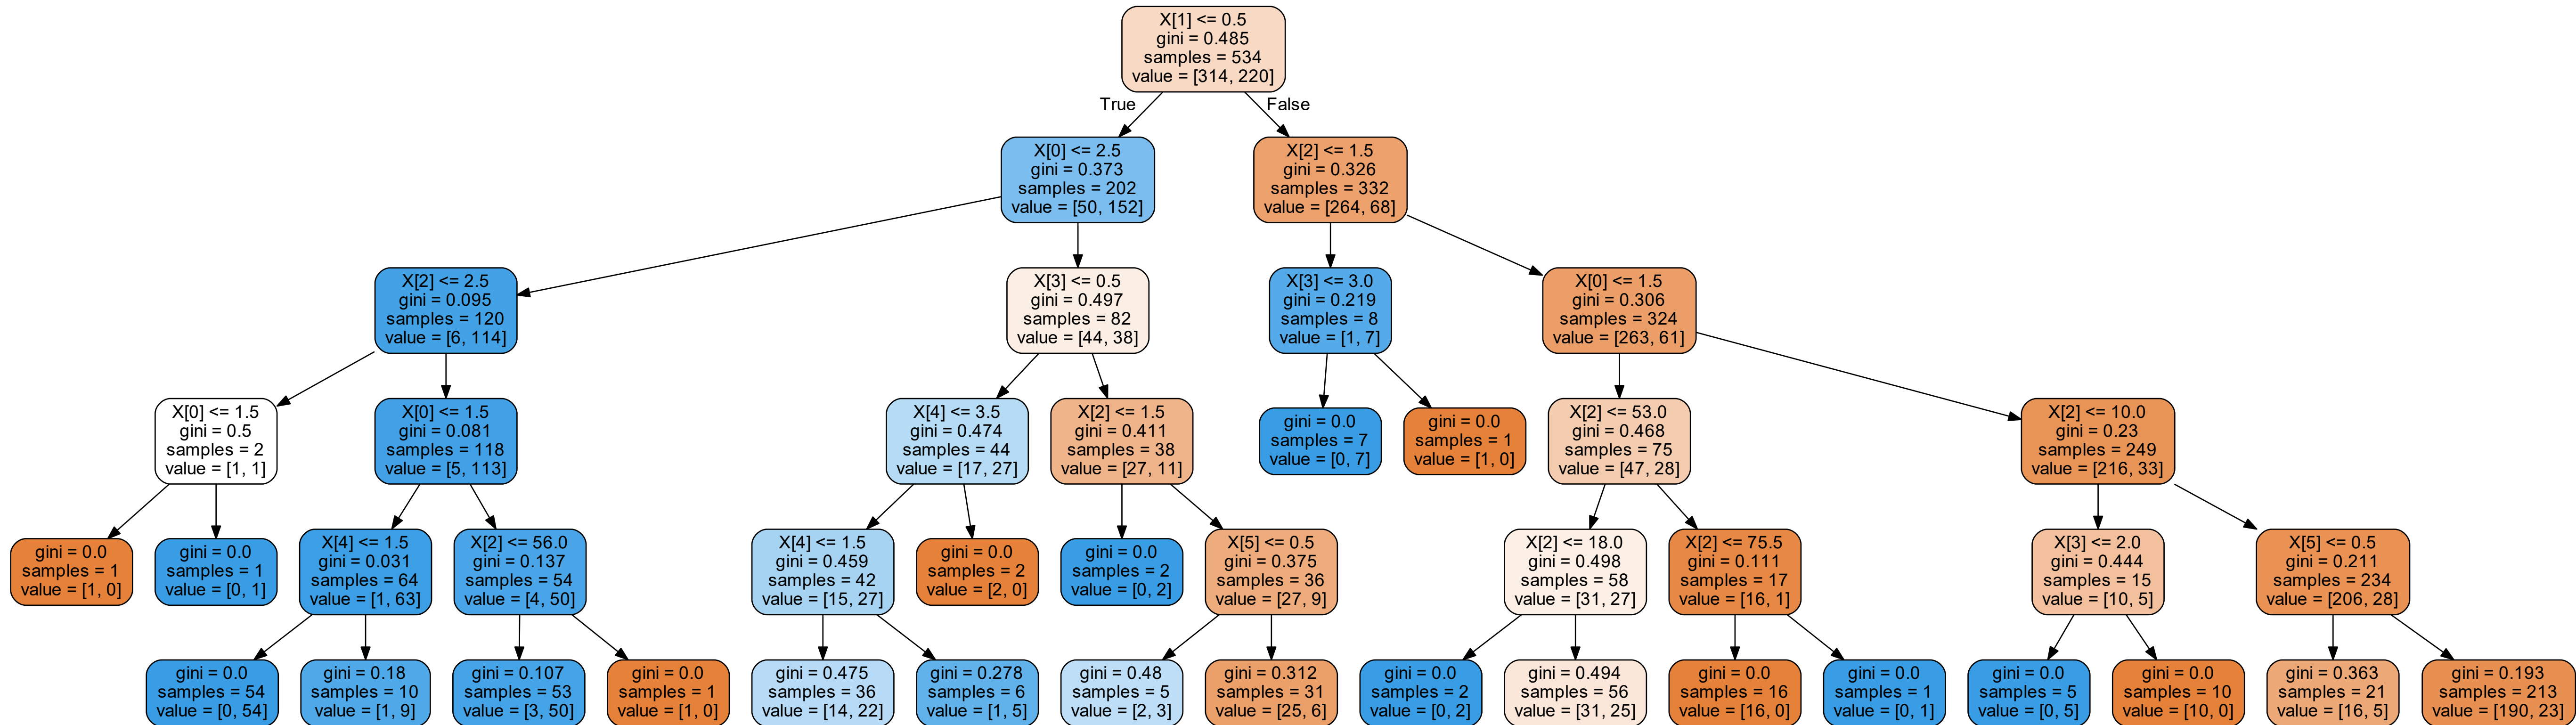 X[1] <= 0.5
gini = 0.485
samples = 534
value = [314, 220]
True
False
X[0] <= 2.5
gini = 0.373
samples = 202
value = [50, 152]
X[2] <= 1.5
gini = 0.326
samples = 332
value = [264, 68]
X[2] <= 2.5
gini = 0.095
samples = 120
value = [6, 114]
X[3] <= 0.5
gini = 0.497
samples = 82
value = [44, 38]
X[3] <= 3.0
gini = 0.219
samples = 8
value = [1, 7]
X[0] <= 1.5
gini = 0.306
samples = 324
value = [263, 61]
X[0] <= 1.5
gini = 0.5
samples = 2
value = [1, 1]
X[0] <= 1.5
gini = 0.081
samples = 118
value = [5, 113]
X[4] <= 3.5
gini = 0.474
samples = 44
value = [17, 27]
X[2] <= 1.5
gini = 0.411
samples = 38
value = [27, 11]
gini = 0.0
samples = 7
value = [0, 7]
gini = 0.0
samples = 1
value = [1, 0]
X[2] <= 53.0
gini = 0.468
samples = 75
value = [47, 28]
X[2] <= 10.0
gini = 0.23
samples = 249
value = [216, 33]
gini = 0.0
samples = 1
value = [1, 0]
gini = 0.0
samples = 1
value = [0, 1]
X[4] <= 1.5
gini = 0.031
samples = 64
value = [1, 63]
X[2] <= 56.0
gini = 0.137
samples = 54
value = [4, 50]
X[4] <= 1.5
gini = 0.459
samples = 42
value = [15, 27]
gini = 0.0
samples = 2
value = [2, 0]
gini = 0.0
samples = 2
value = [0, 2]
X[5] <= 0.5
gini = 0.375
samples = 36
value = [27, 9]
X[2] <= 18.0
gini = 0.498
samples = 58
value = [31, 27]
X[2] <= 75.5
gini = 0.111
samples = 17
value = [16, 1]
X[3] <= 2.0
gini = 0.444
samples = 15
value = [10, 5]
X[5] <= 0.5
gini = 0.211
samples = 234
value = [206, 28]
gini = 0.0
samples = 54
value = [0, 54]
gini = 0.18
samples = 10
value = [1, 9]
gini = 0.107
samples = 53
value = [3, 50]
gini = 0.0
samples = 1
value = [1, 0]
gini = 0.475
samples = 36
value = [14, 22]
gini = 0.278
samples = 6
value = [1, 5]
gini = 0.48
samples = 5
value = [2, 3]
gini = 0.312
samples = 31
value = [25, 6]
gini = 0.0
samples = 2
value = [0, 2]
gini = 0.494
samples = 56
value = [31, 25]
gini = 0.0
samples = 16
value = [16, 0]
gini = 0.0
samples = 1
value = [0, 1]
gini = 0.0
samples = 5
value = [0, 5]
gini = 0.0
samples = 10
value = [10, 0]
gini = 0.363
samples = 21
value = [16, 5]
gini = 0.193
samples = 213
value = [190, 23]